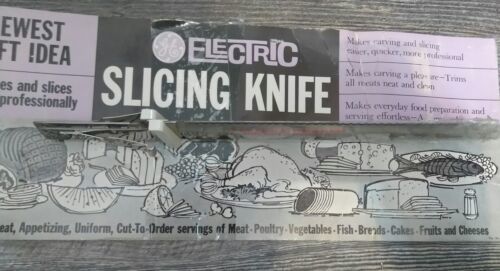 EWEST
FT IDEA
es and slices
professionally
GE ELECTRIC
SLICING KNIFE
Makes carving and slicing
easier, quicker, more professional
Makes carving a pleasure—Trims
all meats neat and clean
Makes everyday food preparation and
serving effortless—A
eat, Appetizing, Uniform, Cut-To-Order servings of Meat · Poultry · Vegetables · Fish · Breads · Cakes · Fruits and Cheeses